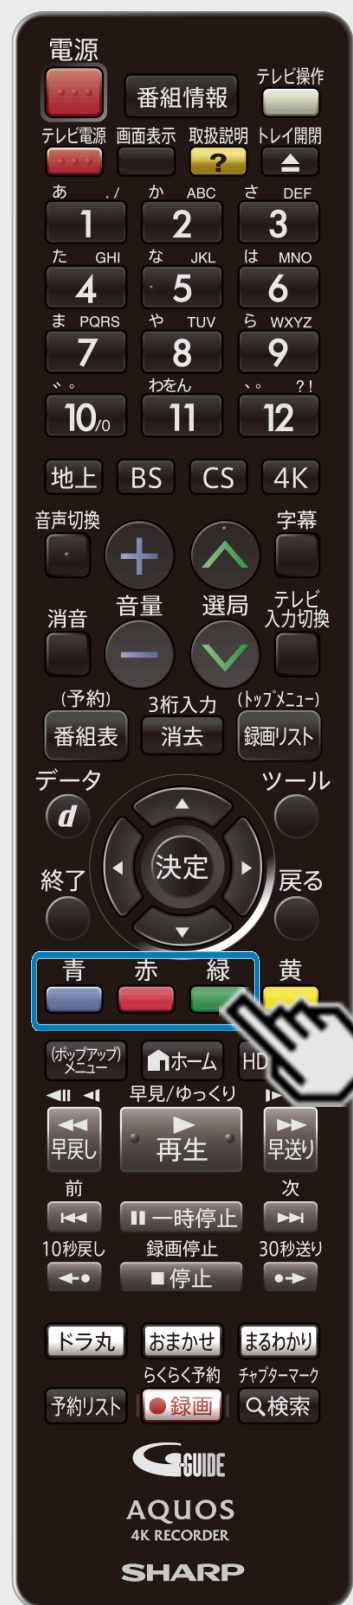 電源
番組情報
テレビ操作
テレビ電源 画面表示 取扱説明 トレイ開閉
?
あ ./ か ABC さ DEF
1 2 3
た GHI な JKL は MNO
4 5 6
ま PQRS や TUV ら WXYZ
7 8 9
゛゜ わをん 、。 ?!
10/0 11 12
地上 BS CS 4K
音声切換 字幕
+
消音 音量 選局 テレビ入力切換
−
(予約) 3桁入力 (トップメニュー)
番組表 消去 録画リスト
データ ツール
d
決定
終了 戻る
青 赤 緑 黄
(ポップアップ)
メニュー ホーム HD
早見/ゆっくり
早戻し 再生 早送り
前 次
一時停止
10秒戻し 録画停止 30秒送り
停止
ドラ丸 おまかせ まるわかり
らくらく予約 チャプターマーク
予約リスト 録画 検索
G-GUIDE
AQUOS
4K RECORDER
SHARP